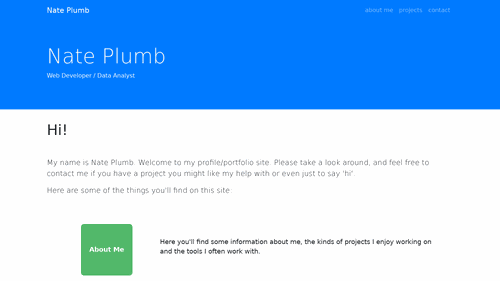 Nate Plumb
about me projects contact
Nate Plumb
Web Developer / Data Analyst
Hi!
My name is Nate Plumb. Welcome to my profile/portfolio site. Please take a look around, and feel free to
contact me if you have a project you might like my help with or even just to say 'hi'.
Here are some of the things you'll find on this site:
About Me
Here you'll find some information about me, the kinds of projects I enjoy working on
and the tools I often work with.